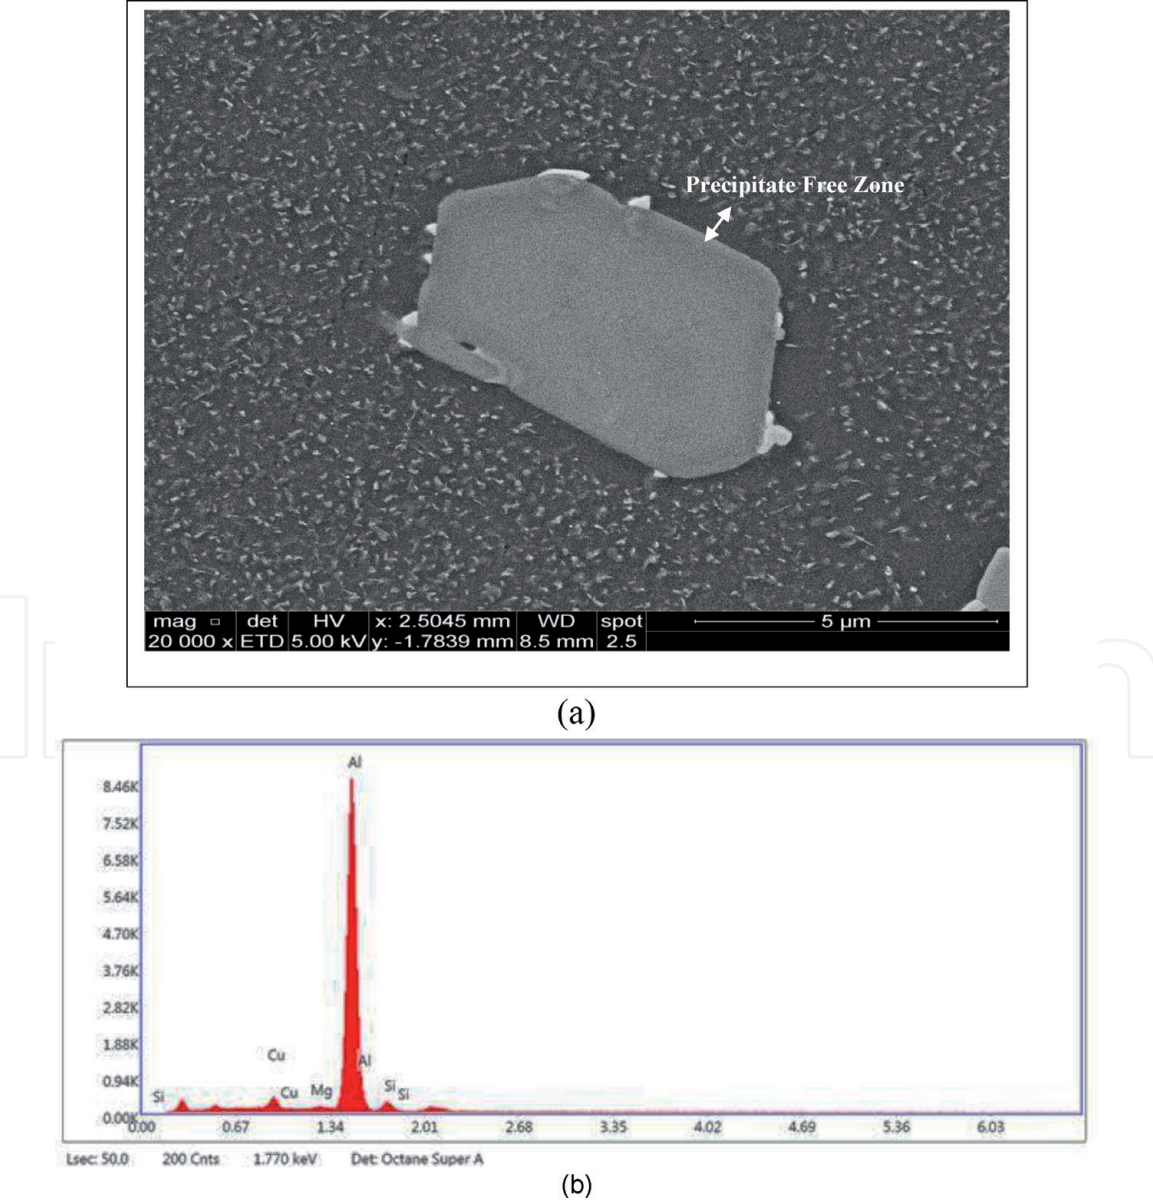 Precipitate Free Zone
mag □ det HV x: 2.5045 mm WD spot 5 µm
20 000 x ETD 5.00 kV y: -1.7839 mm 8.5 mm 2.5
(a)
Al
8.46K
7.52K
6.58K
5.64K
4.70K
3.76K
2.82K
1.88K
Cu
Al
0.94K
Si
Cu
Mg
Si
Si
0.00K
0.00 0.67 1.34 2.01 2.68 3.35 4.02 4.69 5.36 6.03
Lsec: 50.0 200 Cnts 1.770 keV Det: Octane Super A
(b)